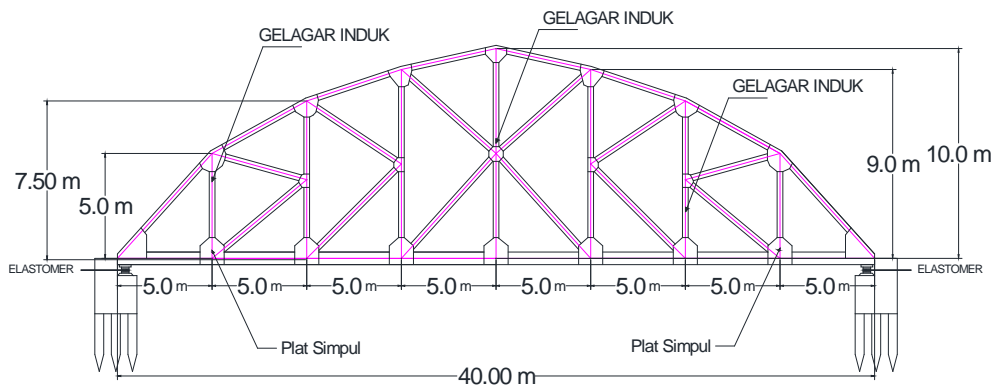 GELAGAR INDUK
GELAGAR INDUK
GELAGAR INDUK
7.50 m
5.0 m
9.0 m
10.0 m
ELASTOMER
ELASTOMER
5.0 m 5.0 m 5.0 m 5.0 m 5.0 m 5.0 m 5.0 m 5.0 m
Plat Simpul
Plat Simpul
40.00 m